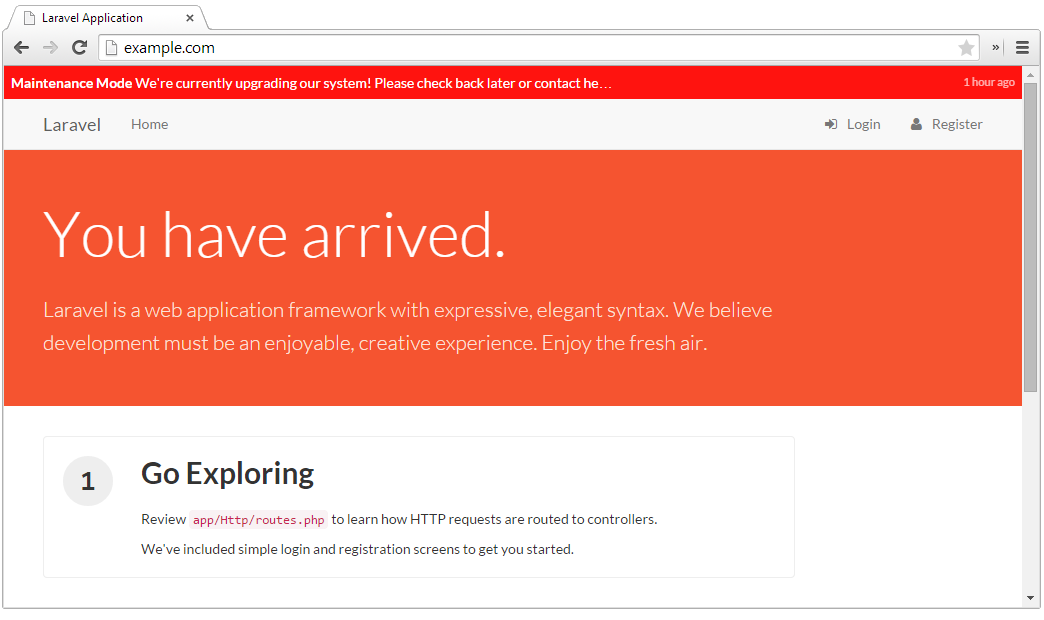 Laravel Application
example.com
Maintenance Mode We're currently upgrading our system! Please check back later or contact he… 1 hour ago
Laravel Home Login Register
You have arrived.
Laravel is a web application framework with expressive, elegant syntax. We believe
development must be an enjoyable, creative experience. Enjoy the fresh air.
1 Go Exploring
Review app/Http/routes.php to learn how HTTP requests are routed to controllers.
We've included simple login and registration screens to get you started.